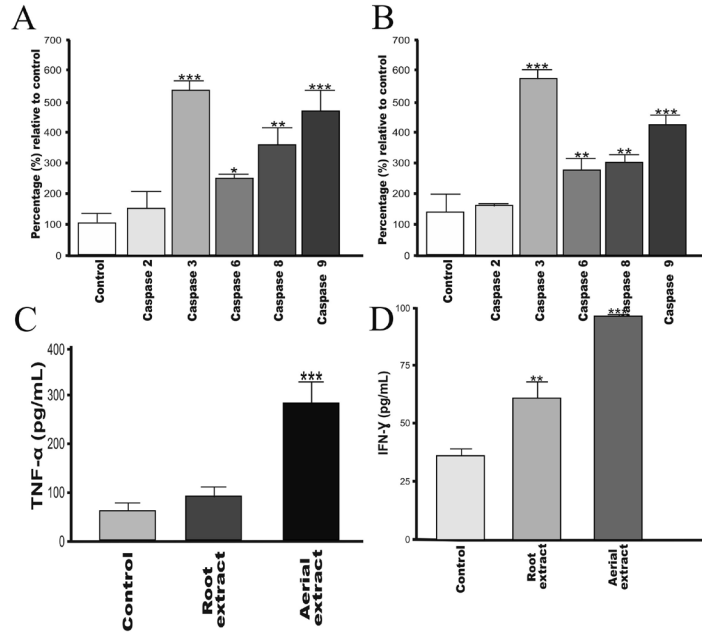 A
Percentage (%) relative to control
700
600
500
400
300
200
100
0
***
*
**
***
Control
Caspase 2
Caspase 3
Caspase 6
Caspase 8
Caspase 9
B
Percentage (%) relative to control
700
600
500
400
300
200
100
0
***
**
**
***
Control
Caspase 2
Caspase 3
Caspase 6
Caspase 8
Caspase 9
C
TNF-α (pg/mL)
400
300
200
100
0
***
Control
Root
extract
Aerial
extract
D
IFN-γ (pg/mL)
100
75
50
25
0
**
***
Control
Root
extract
Aerial
extract